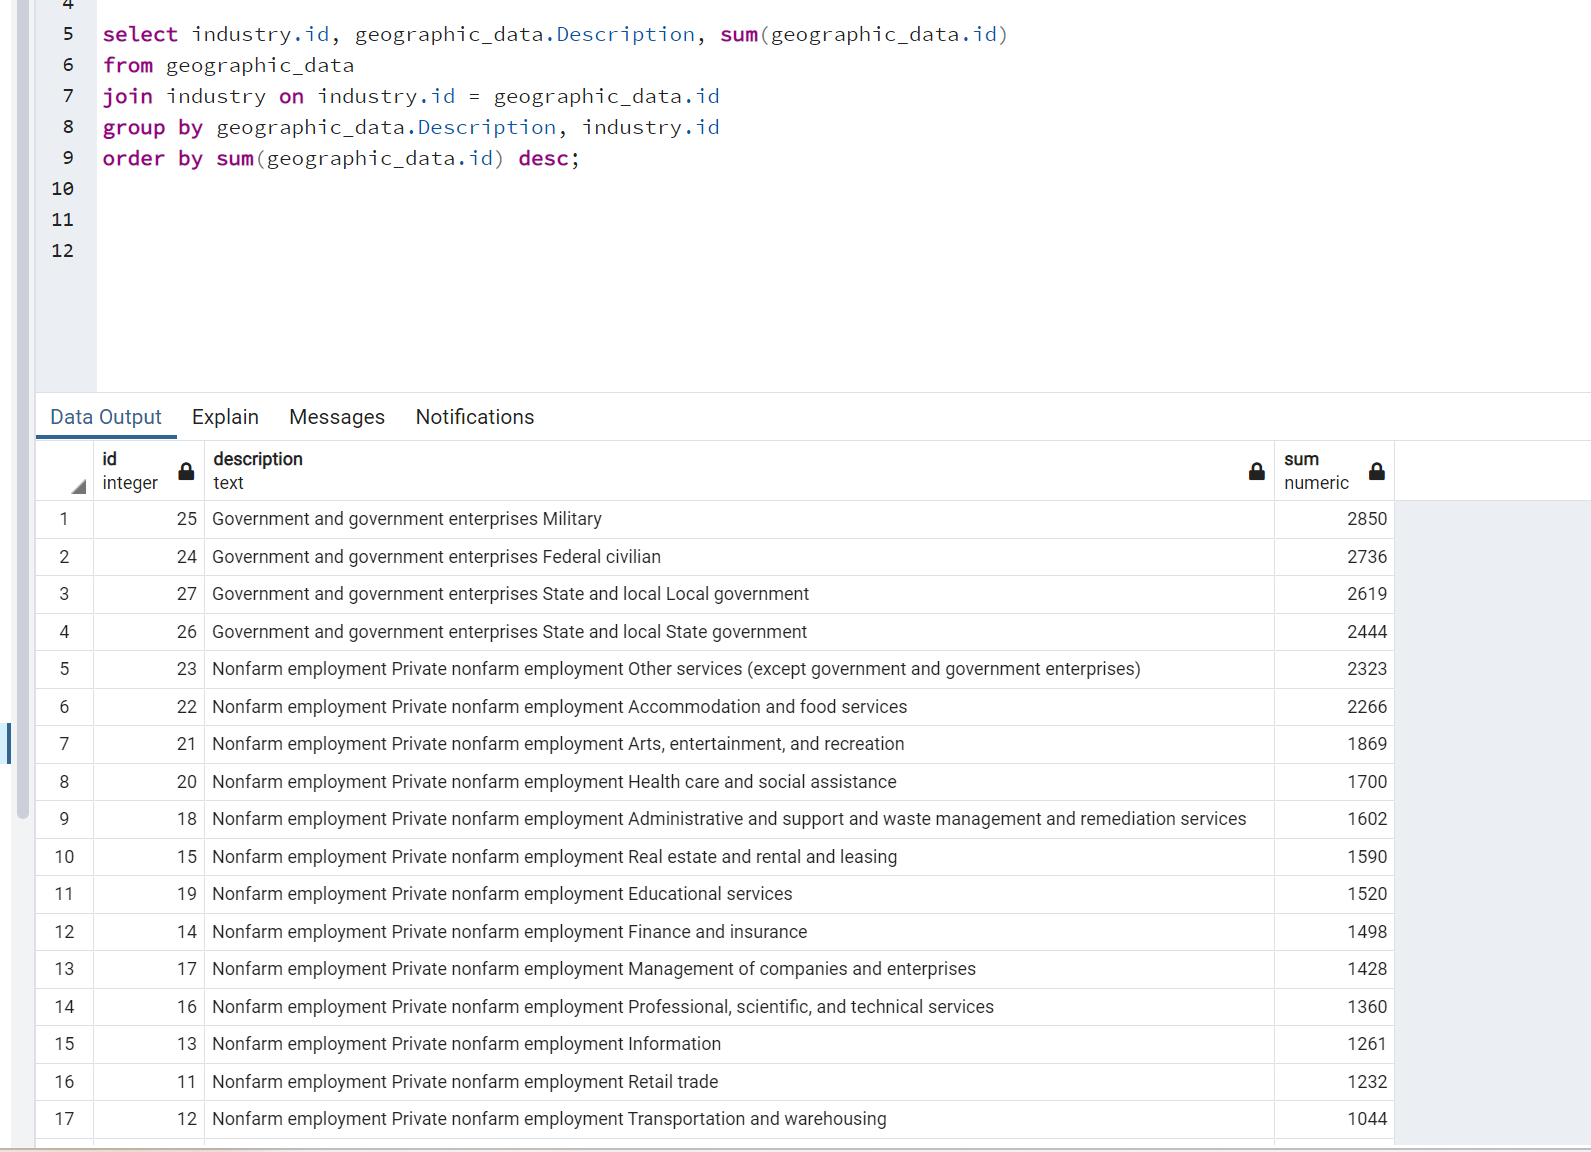 4
5 select industry.id, geographic_data.Description, sum(geographic_data.id)
6 from geographic_data
7 join industry on industry.id = geographic_data.id
8 group by geographic_data.Description, industry.id
9 order by sum(geographic_data.id) desc;
10
11
12
Data Output Explain Messages Notifications
id description sum
integer text numeric
1 25 Government and government enterprises Military 2850
2 24 Government and government enterprises Federal civilian 2736
3 27 Government and government enterprises State and local Local government 2619
4 26 Government and government enterprises State and local State government 2444
5 23 Nonfarm employment Private nonfarm employment Other services (except government and government enterprises) 2323
6 22 Nonfarm employment Private nonfarm employment Accommodation and food services 2266
7 21 Nonfarm employment Private nonfarm employment Arts, entertainment, and recreation 1869
8 20 Nonfarm employment Private nonfarm employment Health care and social assistance 1700
9 18 Nonfarm employment Private nonfarm employment Administrative and support and waste management and remediation services 1602
10 15 Nonfarm employment Private nonfarm employment Real estate and rental and leasing 1590
11 19 Nonfarm employment Private nonfarm employment Educational services 1520
12 14 Nonfarm employment Private nonfarm employment Finance and insurance 1498
13 17 Nonfarm employment Private nonfarm employment Management of companies and enterprises 1428
14 16 Nonfarm employment Private nonfarm employment Professional, scientific, and technical services 1360
15 13 Nonfarm employment Private nonfarm employment Information 1261
16 11 Nonfarm employment Private nonfarm employment Retail trade 1232
17 12 Nonfarm employment Private nonfarm employment Transportation and warehousing 1044